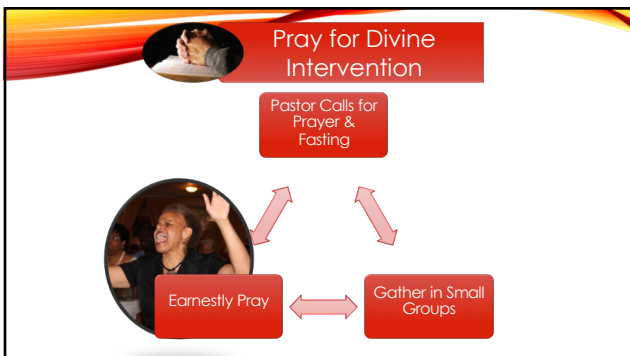 Pray for Divine
Intervention
Pastor Calls for
Prayer &
Fasting
Earnestly Pray
Gather in Small
Groups